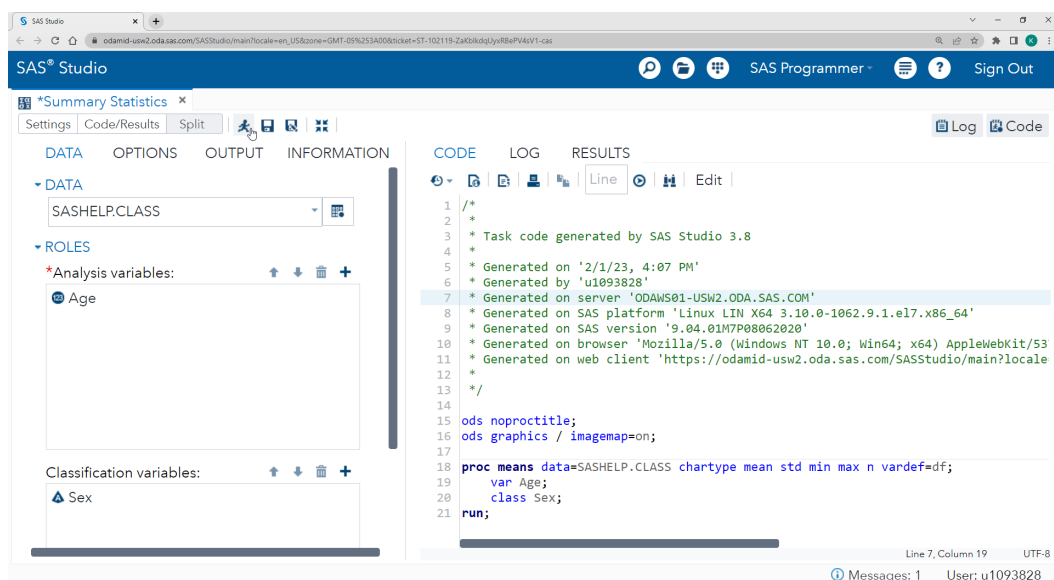 SAS Studio
odamid-usw2.oda.sas.com/SASStudio/main?locale=en_US&zone=GMT-05%253A00&ticket=ST-102119-ZaKblkdqUyxRBePV4sV1-cas
K
SAS® Studio
SAS Programmer
?
Sign Out
*Summary Statistics
Settings Code/Results Split
Log Code
DATA OPTIONS OUTPUT INFORMATION
DATA
SASHELP.CLASS
ROLES
*Analysis variables:
123 Age
Classification variables:
A Sex
CODE LOG RESULTS
Line
Edit
1 /*
2 *
3 * Task code generated by SAS Studio 3.8
4 *
5 * Generated on '2/1/23, 4:07 PM'
6 * Generated by 'u1093828'
7 * Generated on server 'ODAWS01-USW2.ODA.SAS.COM'
8 * Generated on SAS platform 'Linux LIN X64 3.10.0-1062.9.1.el7.x86_64'
9 * Generated on SAS version '9.04.01M7P08062020'
10 * Generated on browser 'Mozilla/5.0 (Windows NT 10.0; Win64; x64) AppleWebKit/53
11 * Generated on web client 'https://odamid-usw2.oda.sas.com/SASStudio/main?locale
12 *
13 */
14
15 ods noproctitle;
16 ods graphics / imagemap=on;
17
18 proc means data=SASHELP.CLASS chartype mean std min max n vardef=df;
19 var Age;
20 class Sex;
21 run;
Line 7, Column 19 UTF-8
Messages: 1 User: u1093828